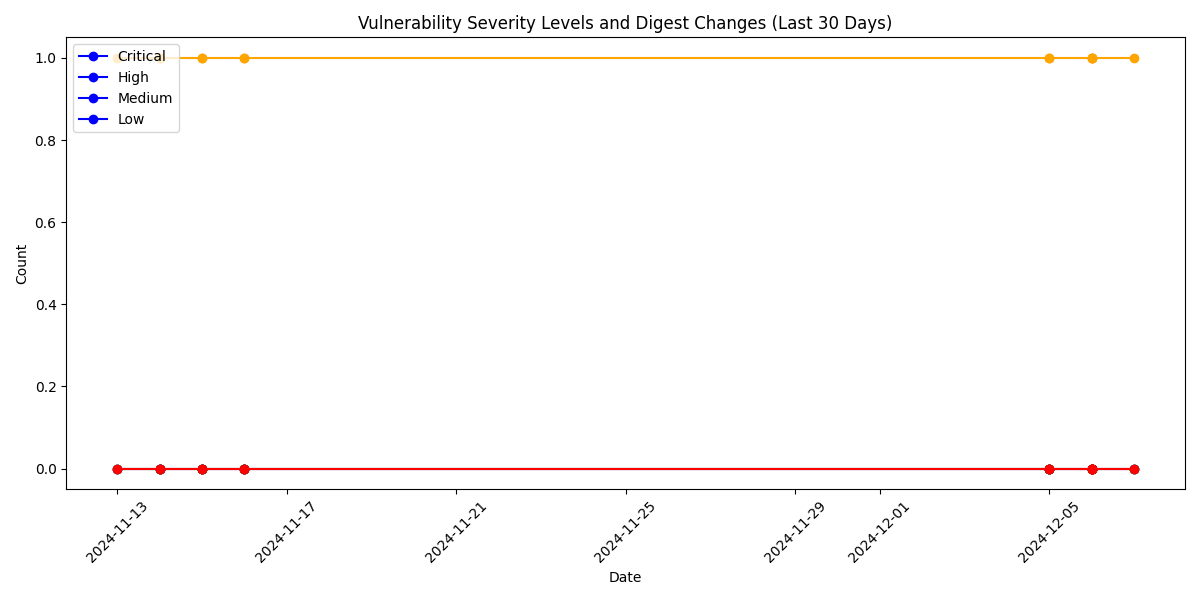 Vulnerability Severity Levels and Digest Changes (Last 30 Days)
Critical
High
Medium
Low
1.0
0.8
0.6
0.4
0.2
0.0
Count
2024-11-13
2024-11-17
2024-11-21
2024-11-25
2024-11-29
2024-12-01
2024-12-05
Date